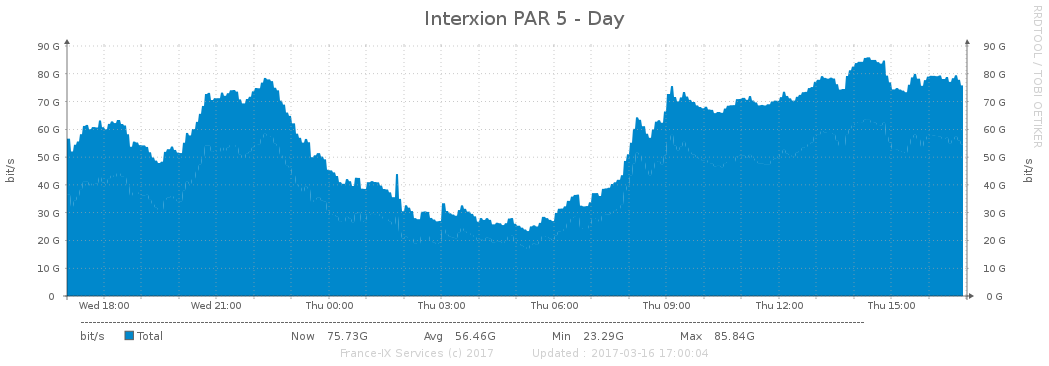 Interxion PAR 5 - Day
RRDTOOL / TOBI OETIKER
bit/s
90 G 90 G
80 G 80 G
70 G 70 G
60 G 60 G
50 G 50 G
40 G 40 G
30 G 30 G
20 G 20 G
10 G 10 G
0 0 G
bit/s
Wed 18:00 Wed 21:00 Thu 00:00 Thu 03:00 Thu 06:00 Thu 09:00 Thu 12:00 Thu 15:00
bit/s Total Now 75.73G Avg 56.46G Min 23.29G Max 85.84G
France-IX Services (c) 2017 Updated : 2017-03-16 17:00:04